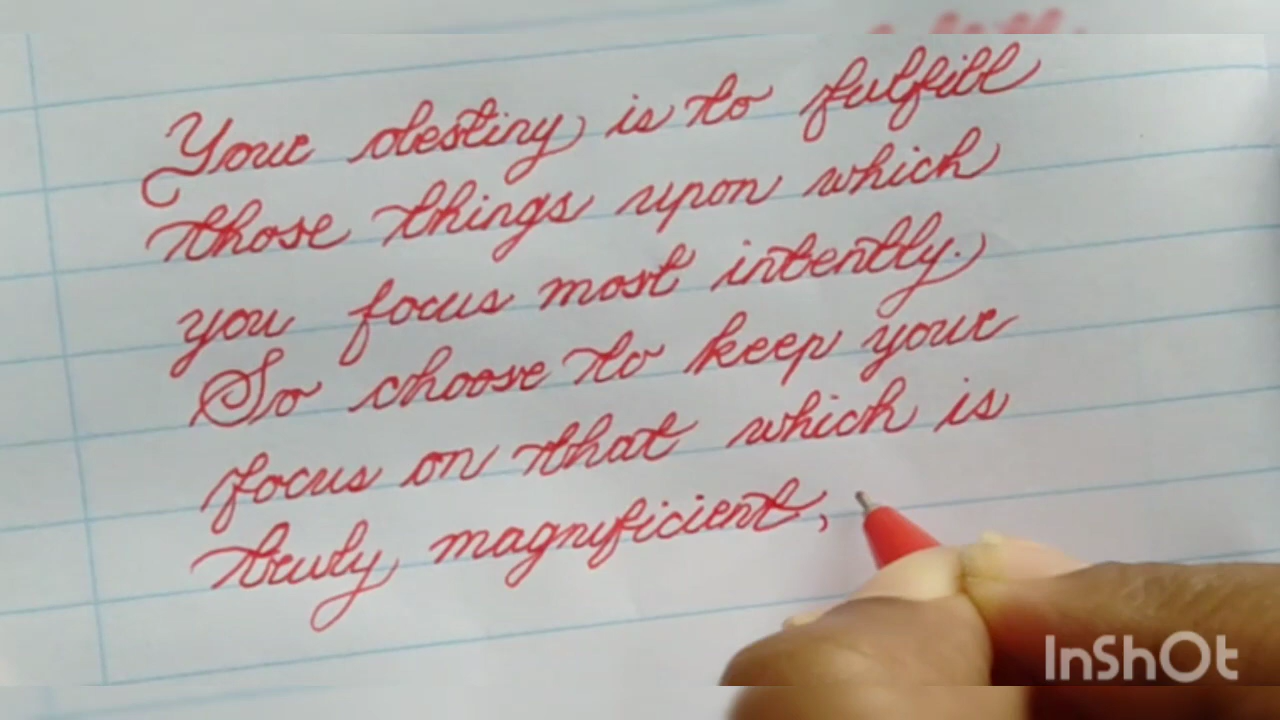 Your destiny is to fulfill
those things upon which
you focus most intently.
So choose to keep your
focus on that which is
truly magnificient,
InShOt